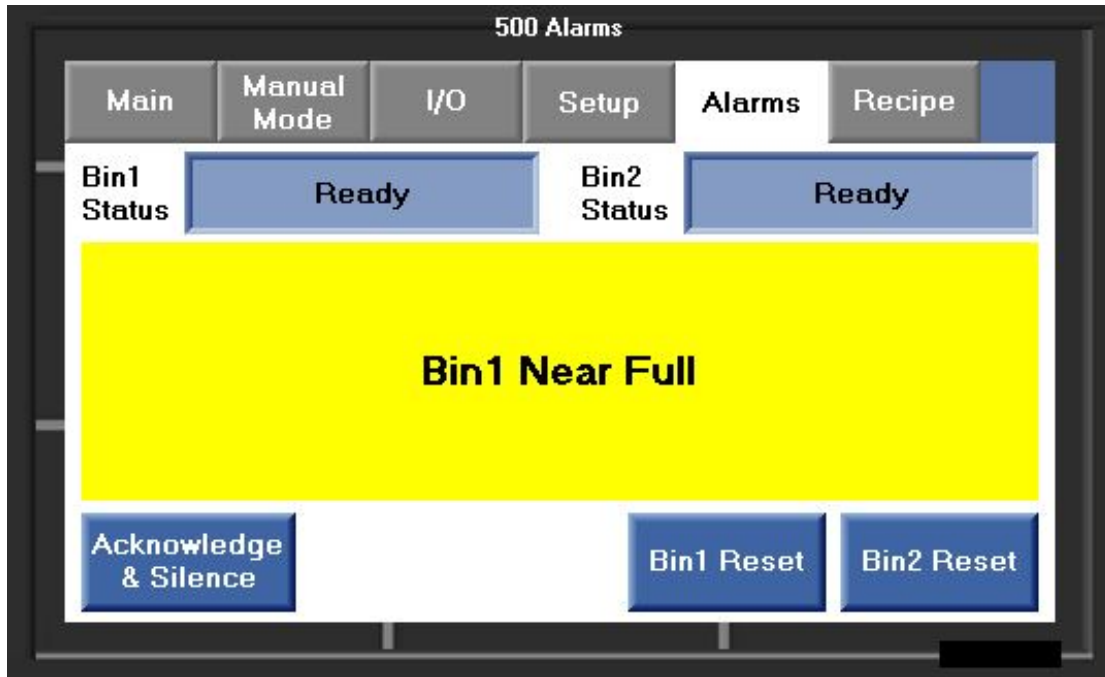 500 Alarms
Main
Manual
Mode
I/O
Setup
Alarms
Recipe
Bin1
Status
Ready
Bin2
Status
Ready
Bin1 Near Full
Acknowledge
& Silence
Bin1 Reset
Bin2 Reset